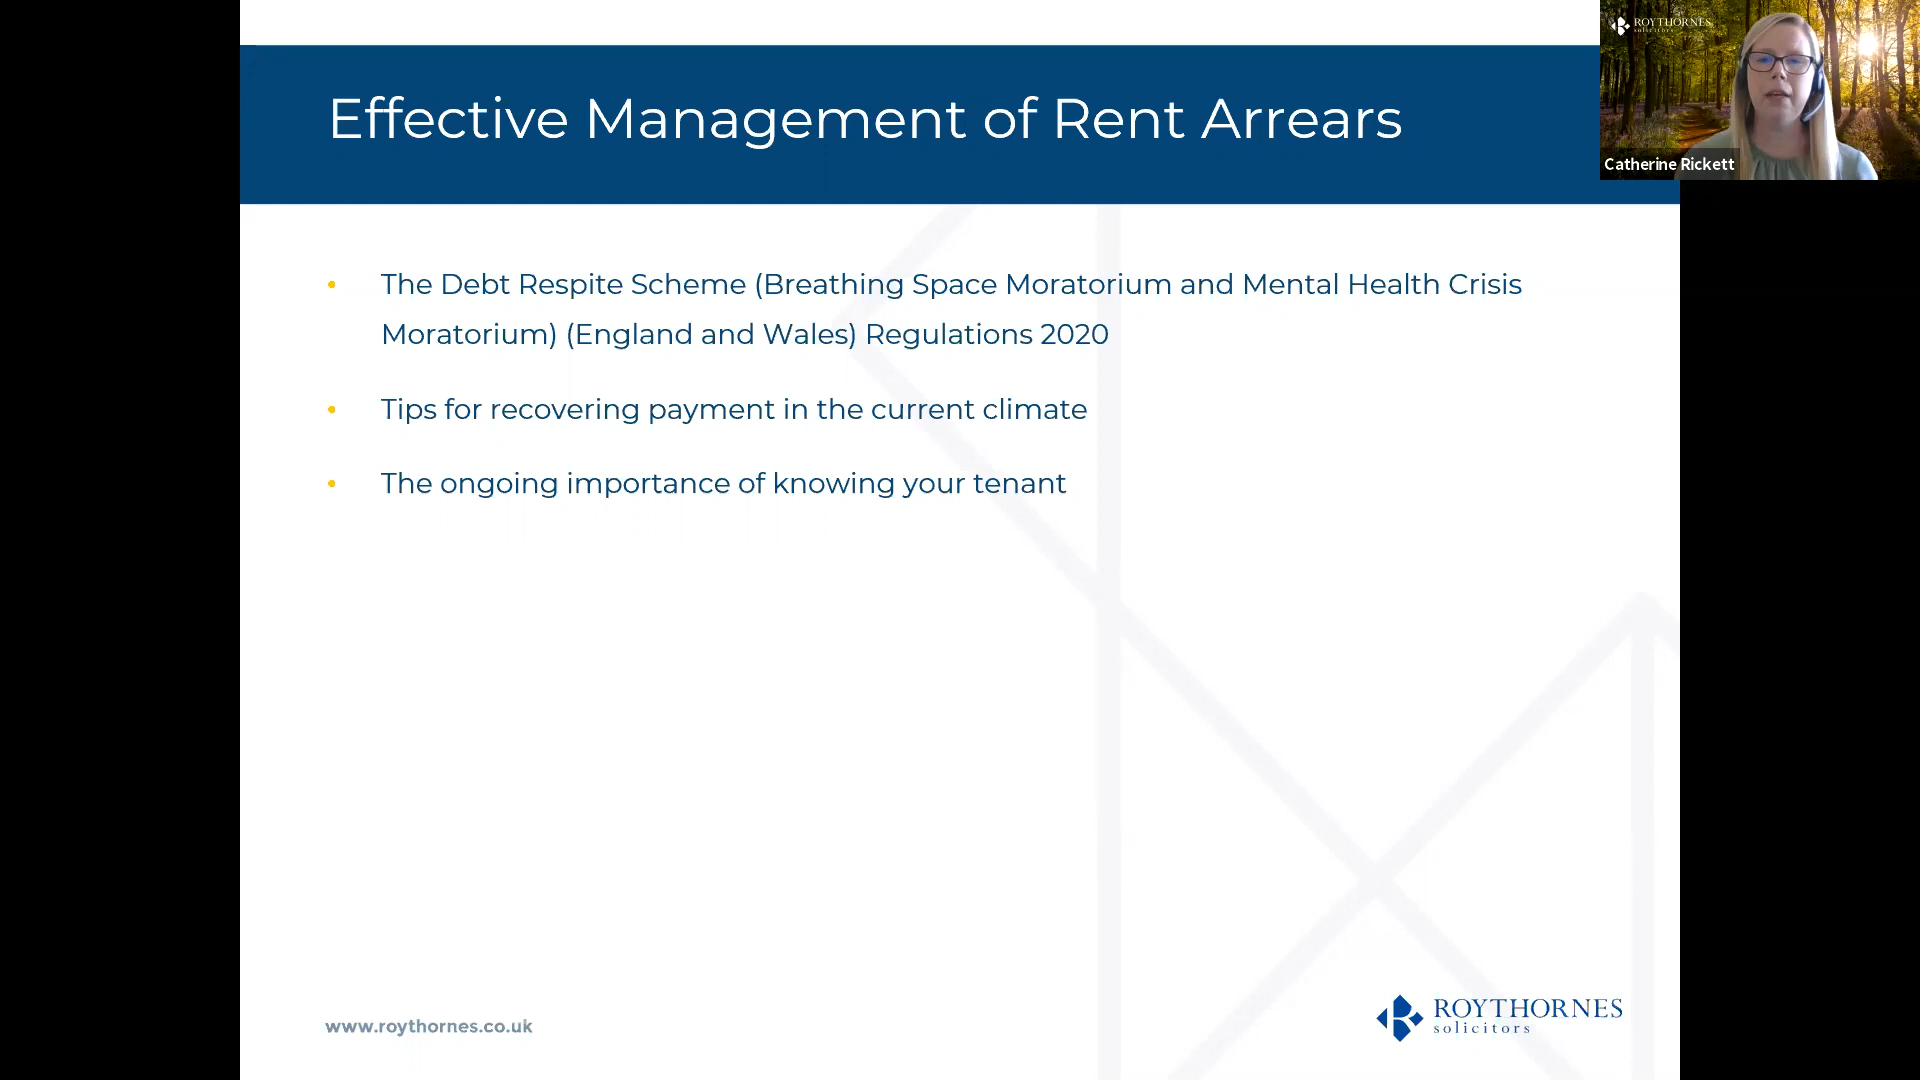 ROYTHORNES
solicitors
Catherine Rickett
Effective Management of Rent Arrears
• The Debt Respite Scheme (Breathing Space Moratorium and Mental Health Crisis
Moratorium) (England and Wales) Regulations 2020
• Tips for recovering payment in the current climate
• The ongoing importance of knowing your tenant
www.roythornes.co.uk
ROYTHORNES
solicitors